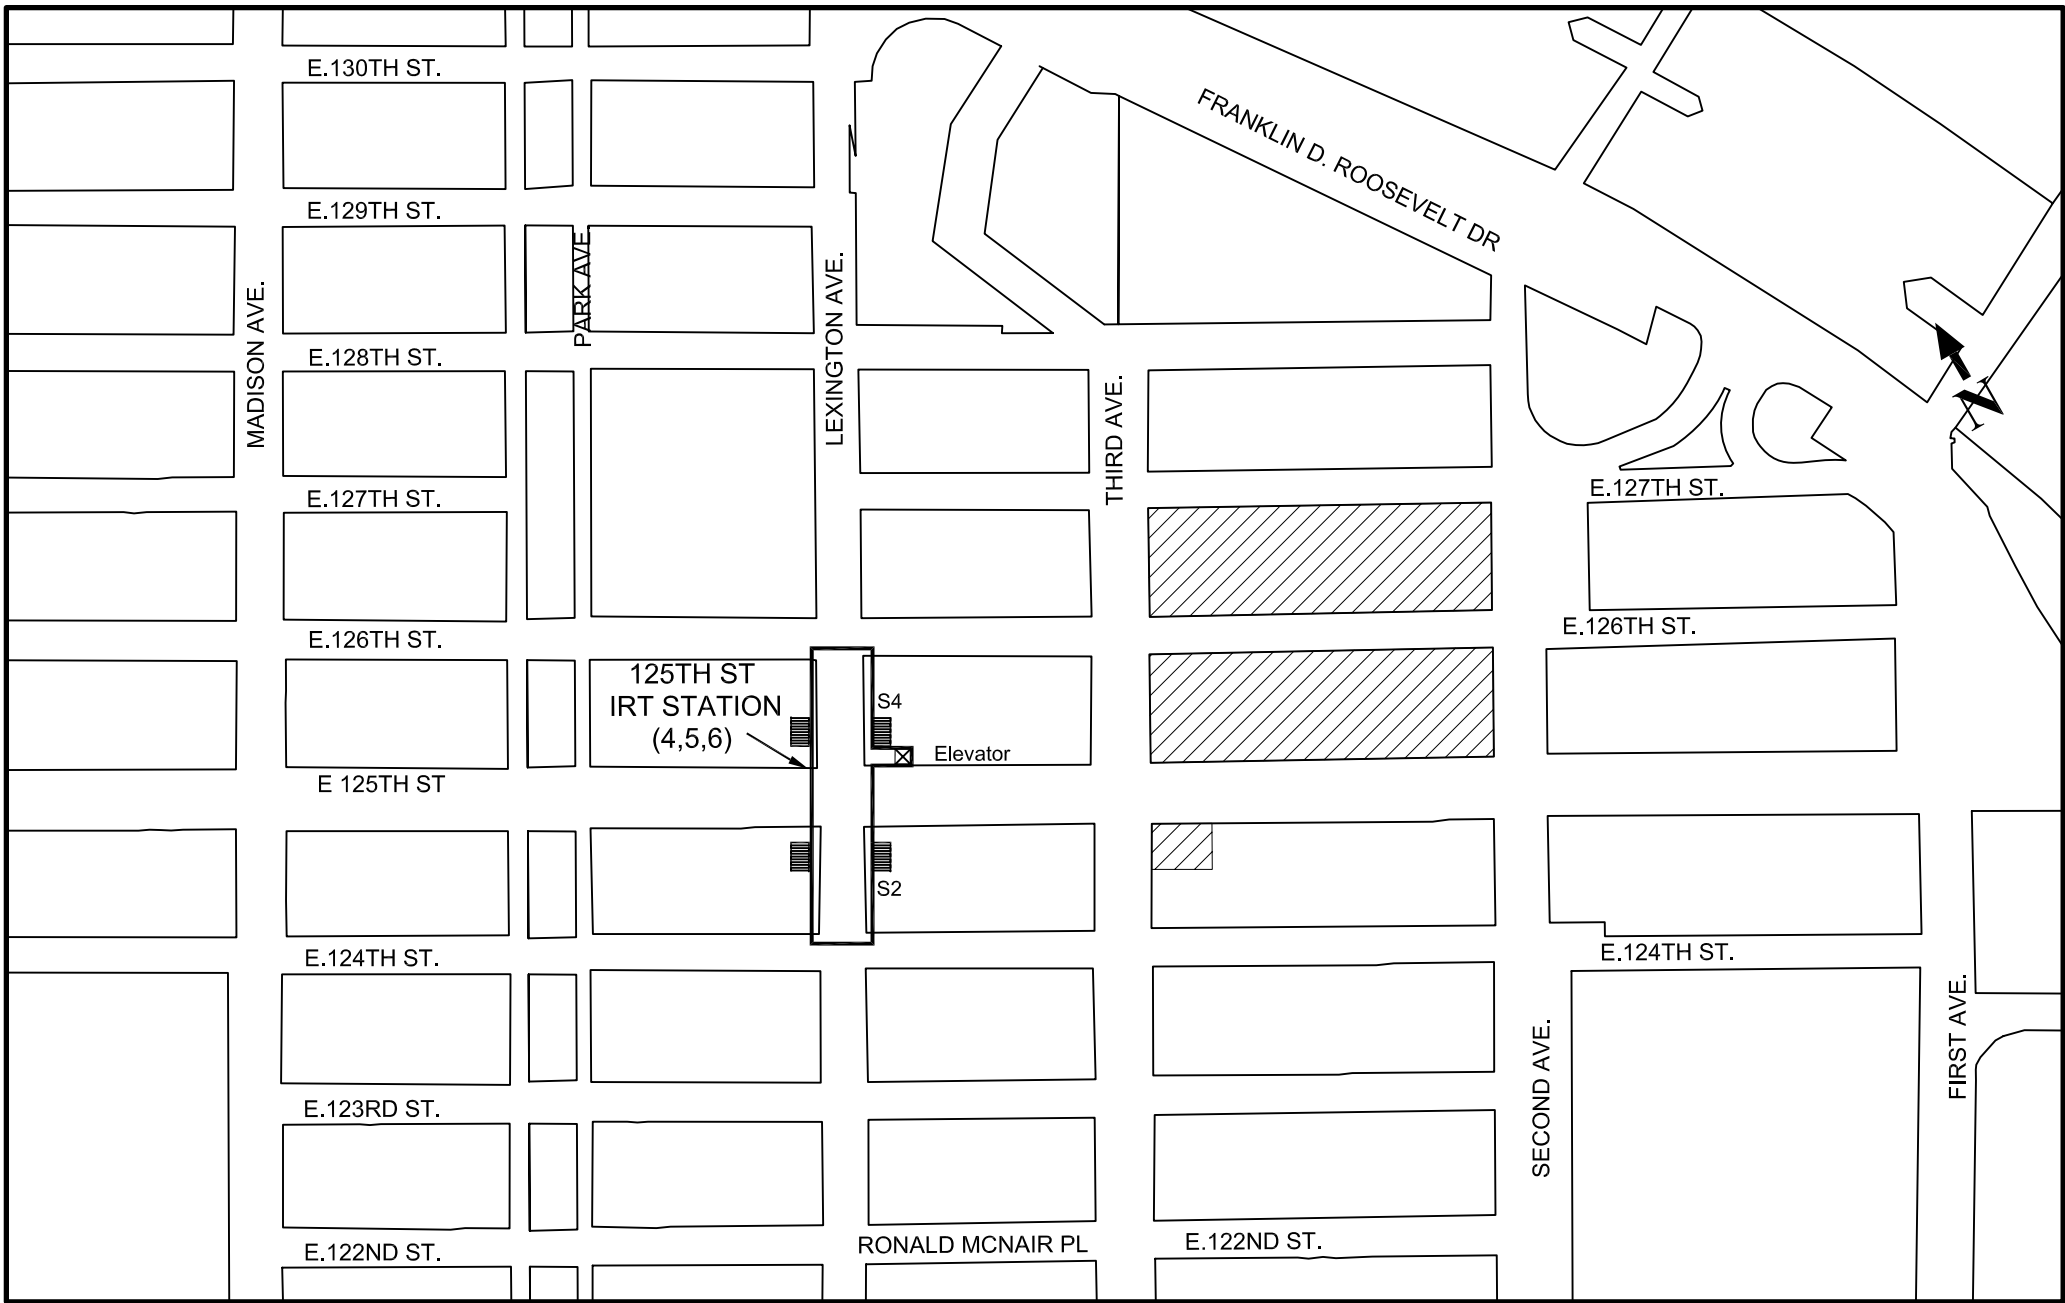 E.130TH ST.
FRANKLIN D. ROOSEVELT DR
E.129TH ST.
PARK AVE
MADISON AVE.
LEXINGTON AVE.
E.128TH ST.
THIRD AVE.
N
E.127TH ST.
E.127TH ST.
E.126TH ST.
E.126TH ST.
125TH ST
IRT STATION
(4,5,6)
S4
Elevator
E 125TH ST
S2
E.124TH ST.
E.124TH ST.
SECOND AVE.
FIRST AVE.
E.123RD ST.
E.122ND ST.
RONALD MCNAIR PL
E.122ND ST.